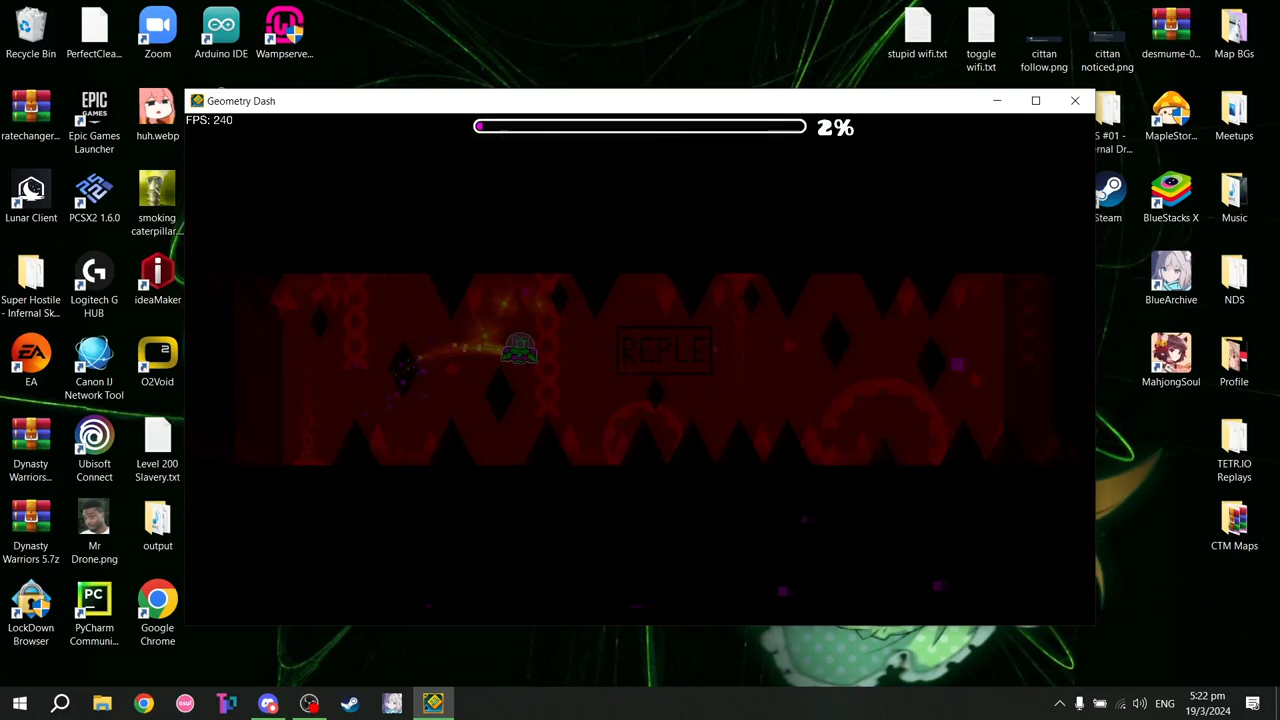 Recycle Bin
PerfectClea...
Zoom
Arduino IDE
Wampserve...
stupid wifi.txt
toggle
wifi.txt
cittan
follow.png
cittan
noticed.png
desmume-0...
Map BGs
Geometry Dash
FPS: 240
2%
ratechanger...
Epic Games
Launcher
huh.webp
S #01 -
rnal Dr...
MapleStor...
Meetups
Lunar Client
PCSX2 1.6.0
smoking
caterpillar...
Steam
BlueStacks X
Music
Super Hostile
- Infernal Sk...
Logitech G
HUB
ideaMaker
BlueArchive
NDS
REPLE
EA
Canon IJ
Network Tool
O2Void
MahjongSoul
Profile
Dynasty
Warriors...
Ubisoft
Connect
Level 200
Slavery.txt
TETR.IO
Replays
Dynasty
Warriors 5.7z
Mr
Drone.png
output
CTM Maps
LockDown
Browser
PyCharm
Communi...
Google
Chrome
ENG
5:22 pm
19/3/2024